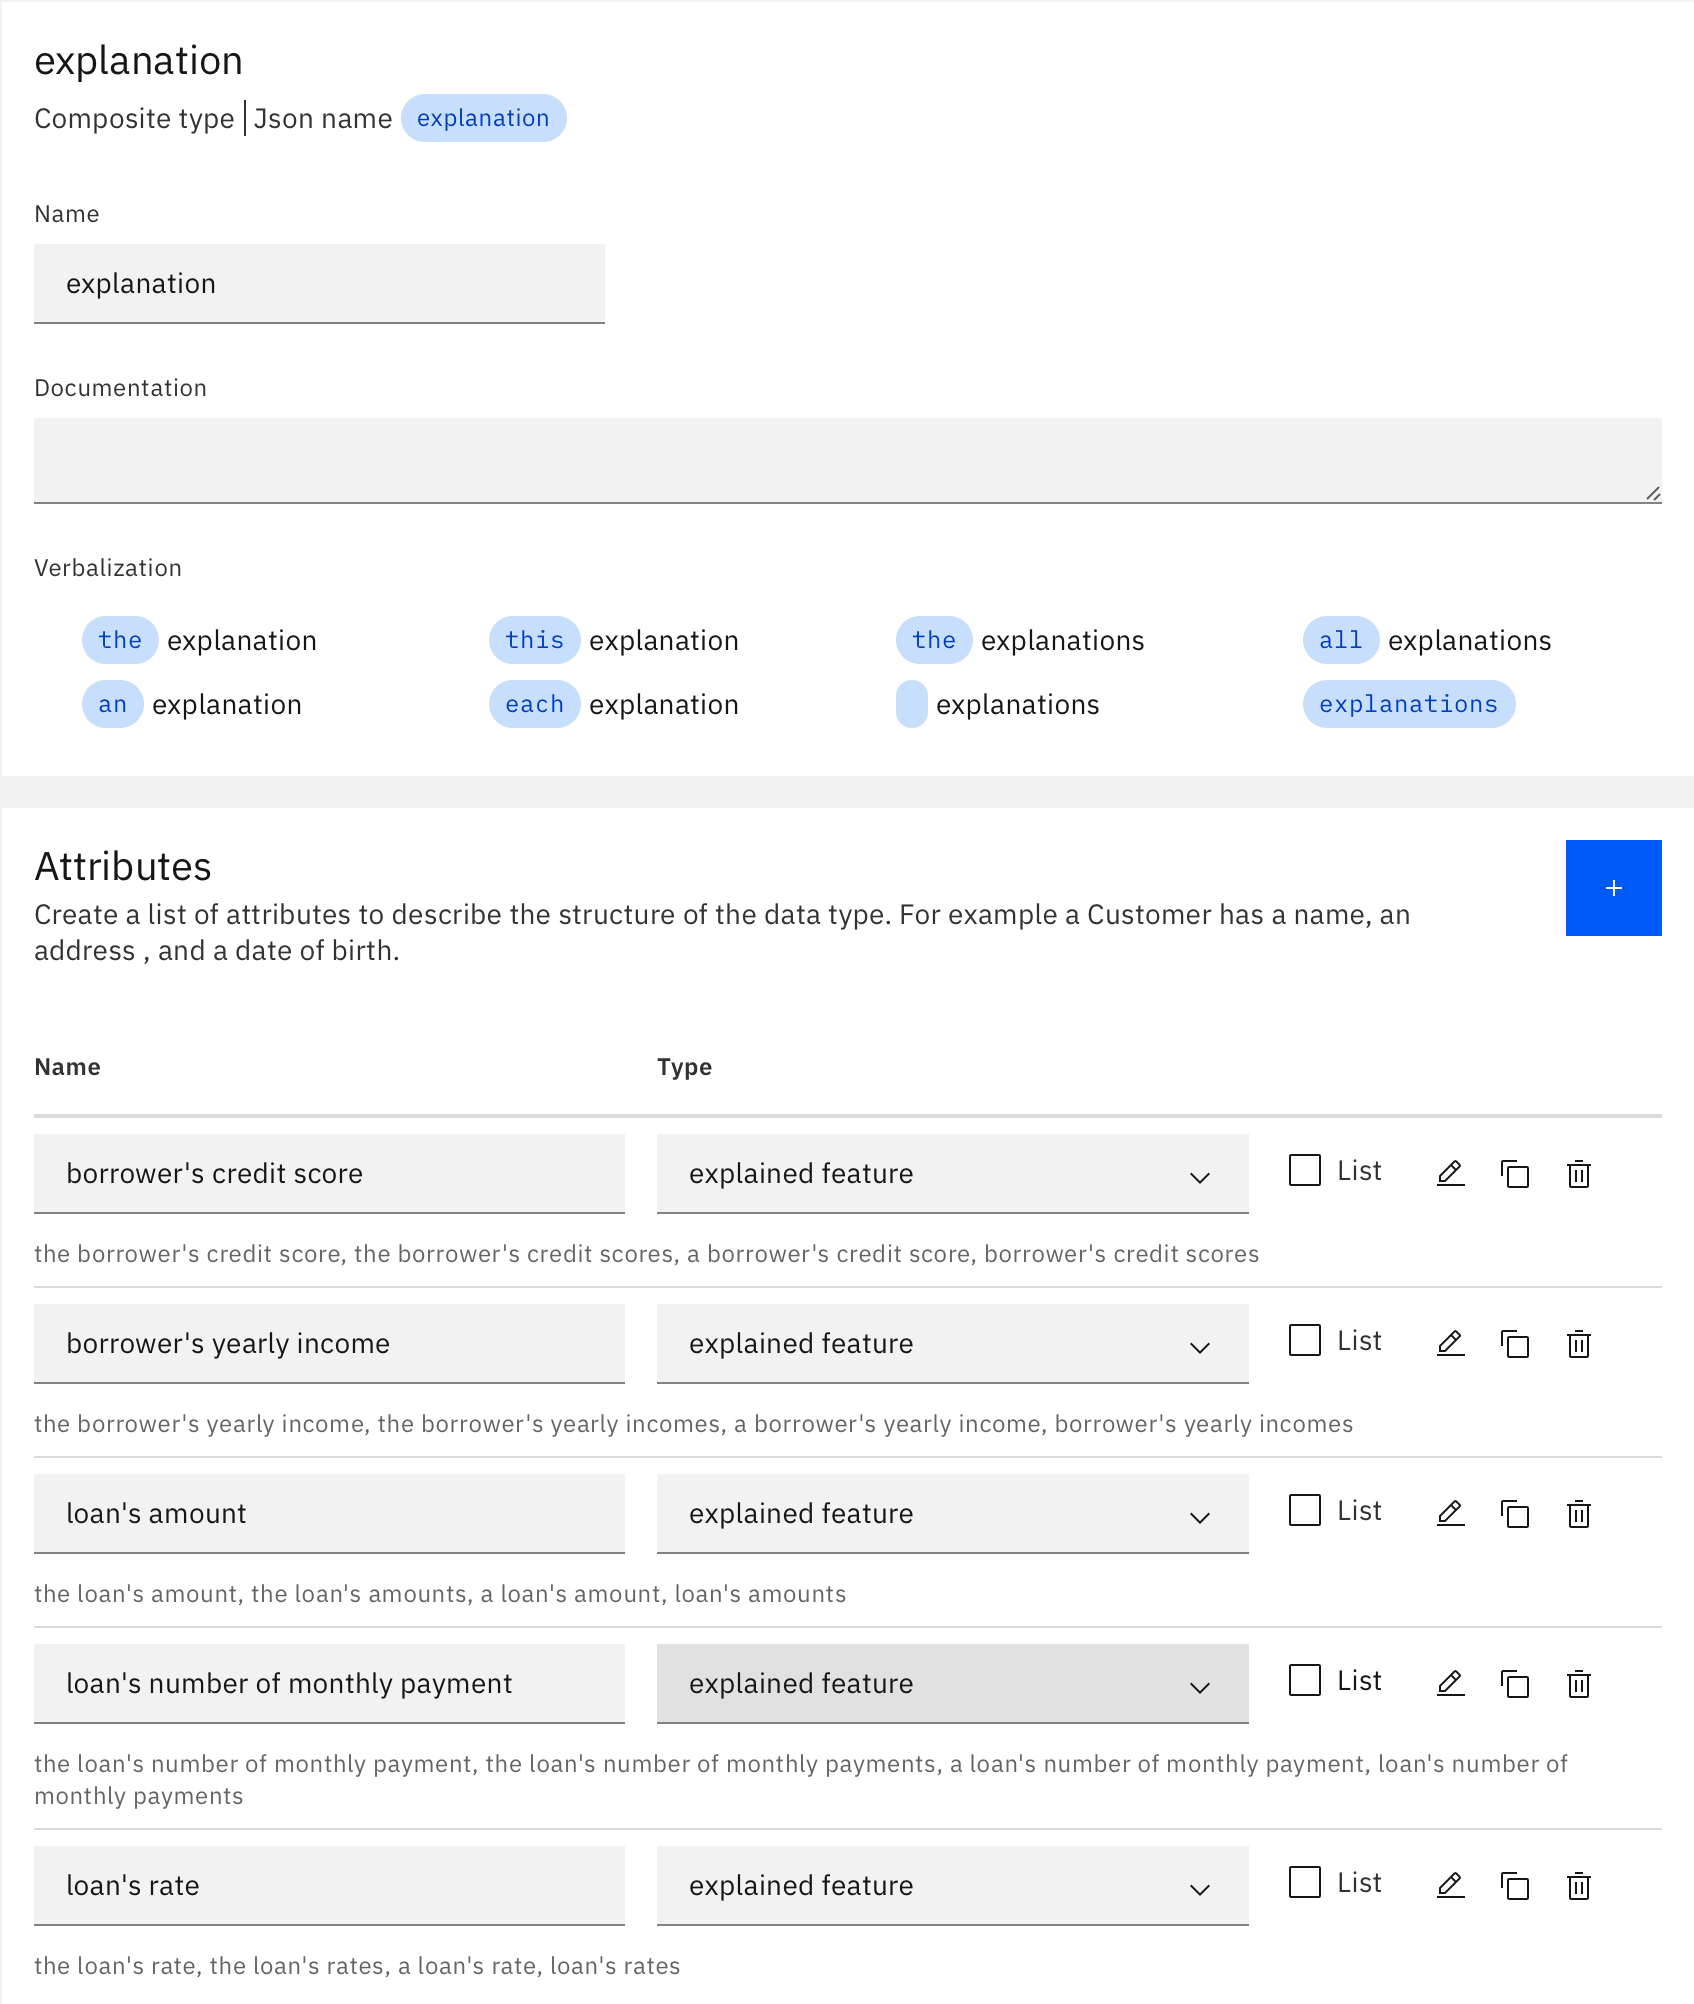 explanation
Composite type | Json name explanation
Name
explanation
Documentation
Verbalization
the explanation this explanation the explanations all explanations
an explanation each explanation explanations explanations
Attributes
+
Create a list of attributes to describe the structure of the data type. For example a Customer has a name, an
address , and a date of birth.
Name Type
borrower's credit score explained feature List
the borrower's credit score, the borrower's credit scores, a borrower's credit score, borrower's credit scores
borrower's yearly income explained feature List
the borrower's yearly income, the borrower's yearly incomes, a borrower's yearly income, borrower's yearly incomes
loan's amount explained feature List
the loan's amount, the loan's amounts, a loan's amount, loan's amounts
loan's number of monthly payment explained feature List
the loan's number of monthly payment, the loan's number of monthly payments, a loan's number of monthly payment, loan's number of
monthly payments
loan's rate explained feature List
the loan's rate, the loan's rates, a loan's rate, loan's rates